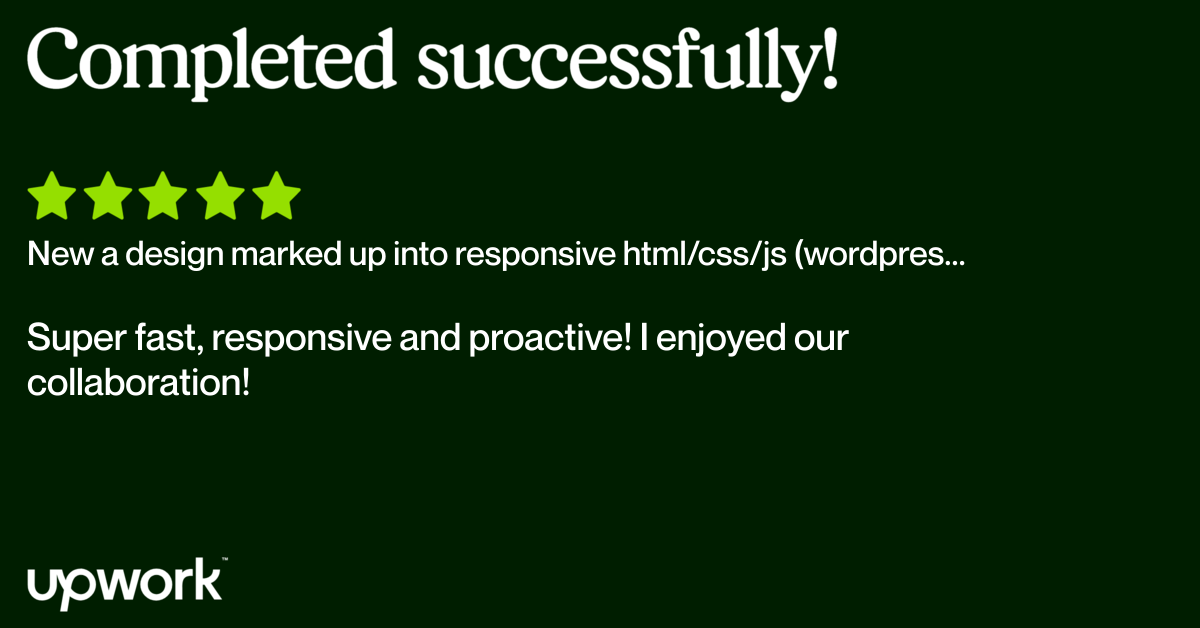 Completed successfully!
New a design marked up into responsive html/css/js (wordpres...
Super fast, responsive and proactive! I enjoyed our
collaboration!
upwork™